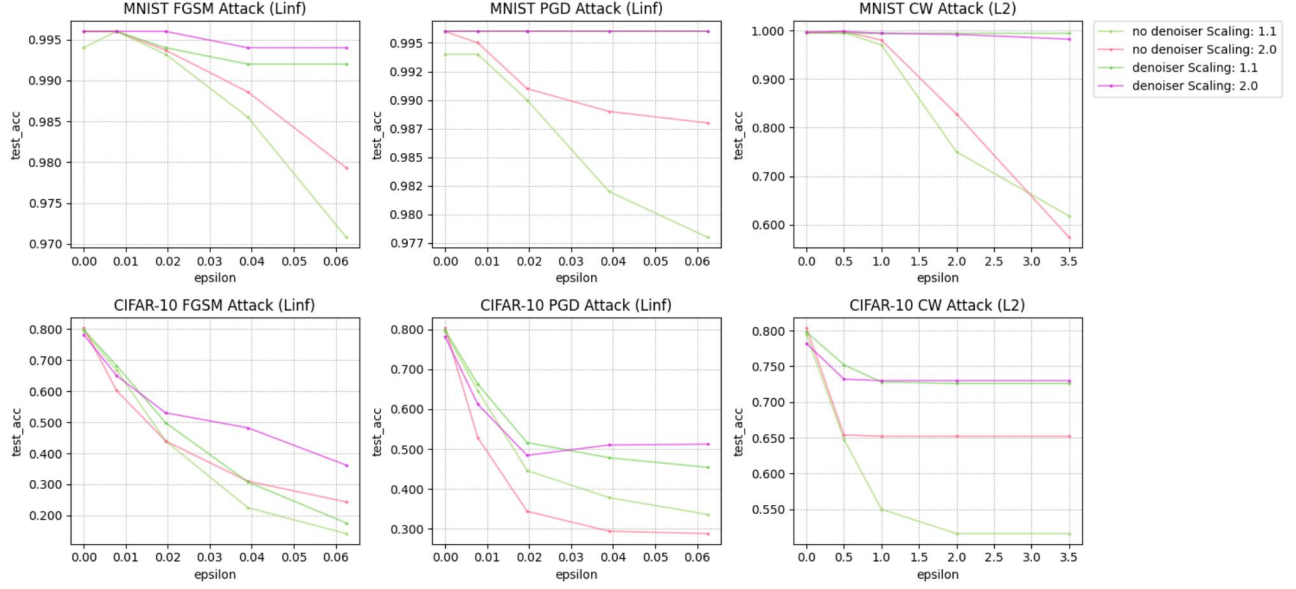 MNIST FGSM Attack (Linf)
test_acc
0.995
0.990
0.985
0.980
0.975
0.970
0.00 0.01 0.02 0.03 0.04 0.05 0.06
epsilon
MNIST PGD Attack (Linf)
test_acc
0.995
0.992
0.990
0.987
0.985
0.982
0.980
0.977
0.00 0.01 0.02 0.03 0.04 0.05 0.06
epsilon
MNIST CW Attack (L2)
test_acc
1.000
0.900
0.800
0.700
0.600
0.0 0.5 1.0 1.5 2.0 2.5 3.0 3.5
epsilon
no denoiser Scaling: 1.1
no denoiser Scaling: 2.0
denoiser Scaling: 1.1
denoiser Scaling: 2.0
CIFAR-10 FGSM Attack (Linf)
test_acc
0.800
0.700
0.600
0.500
0.400
0.300
0.200
0.00 0.01 0.02 0.03 0.04 0.05 0.06
epsilon
CIFAR-10 PGD Attack (Linf)
test_acc
0.800
0.700
0.600
0.500
0.400
0.300
0.00 0.01 0.02 0.03 0.04 0.05 0.06
epsilon
CIFAR-10 CW Attack (L2)
test_acc
0.800
0.750
0.700
0.650
0.600
0.550
0.0 0.5 1.0 1.5 2.0 2.5 3.0 3.5
epsilon